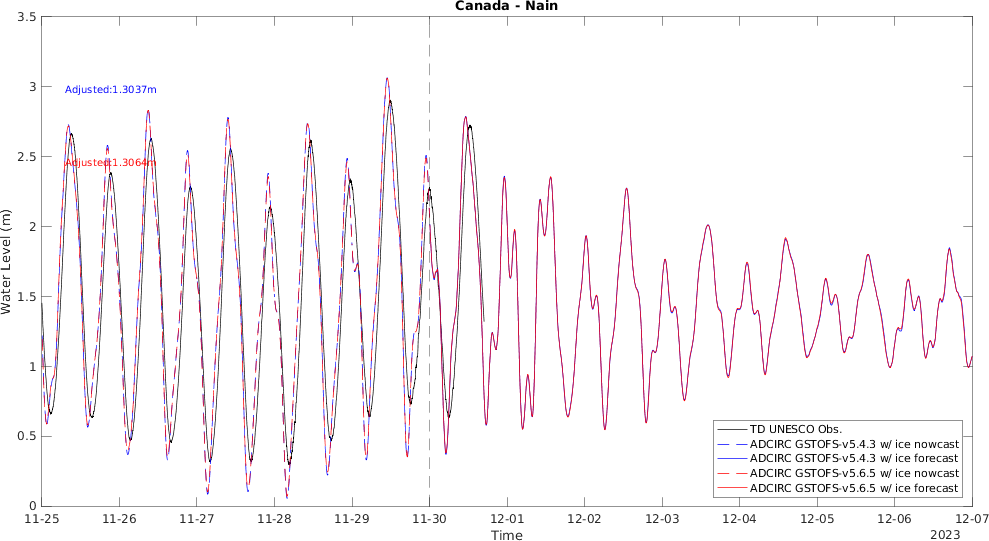 Canada - Nain
3.5
3
2.5
2
1.5
1
0.5
0
Water Level (m)
Adjusted:1.3037m
Adjusted:1.3064m
TD UNESCO Obs.
ADCIRC GSTOFS-v5.4.3 w/ ice nowcast
ADCIRC GSTOFS-v5.4.3 w/ ice forecast
ADCIRC GSTOFS-v5.6.5 w/ ice nowcast
ADCIRC GSTOFS-v5.6.5 w/ ice forecast
11-25 11-26 11-27 11-28 11-29 11-30 12-01 12-02 12-03 12-04 12-05 12-06 12-07
Time
2023